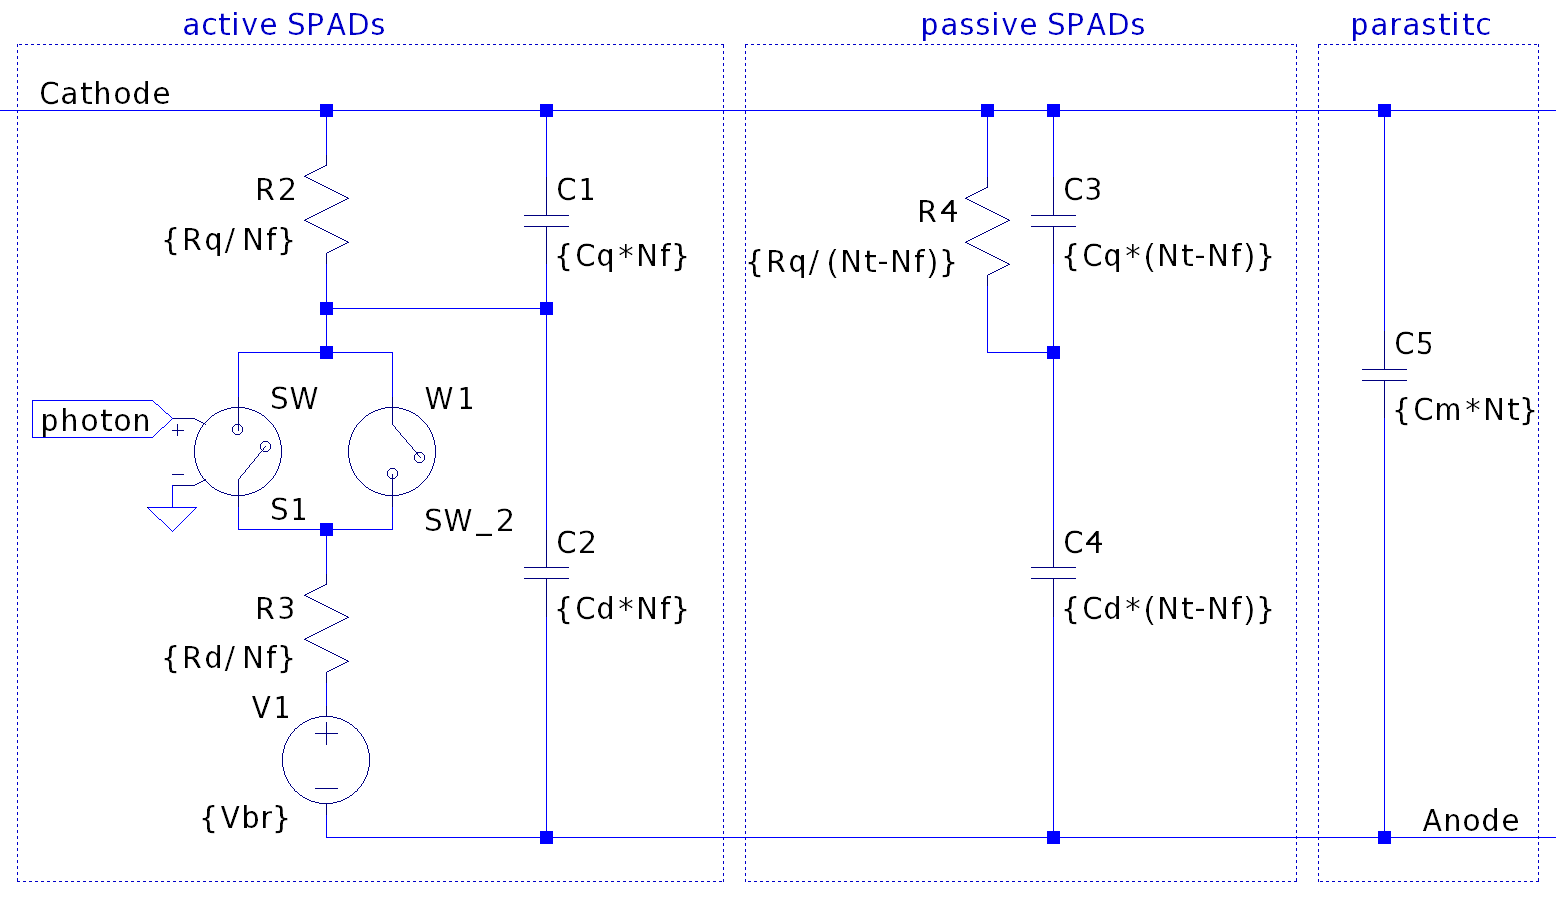 active SPADs
passive SPADs
parastitc
Cathode
R2
{Rq/Nf}
C1
{Cq*Nf}
R4
{Rq/(Nt-Nf)}
C3
{Cq*(Nt-Nf)}
C5
{Cm*Nt}
photon
+
−
SW
S1
W1
SW_2
C2
{Cd*Nf}
C4
{Cd*(Nt-Nf)}
R3
{Rd/Nf}
V1
+
−
{Vbr}
Anode